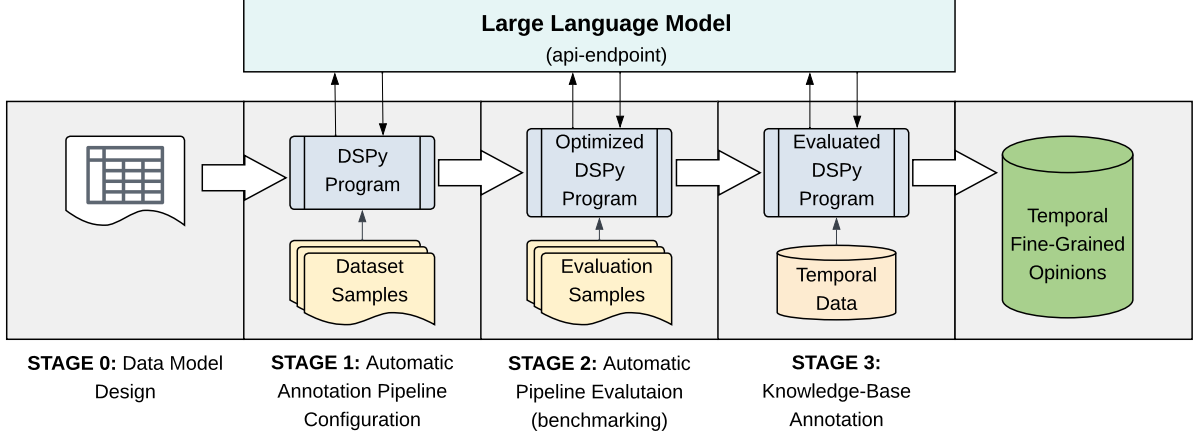 Large Language Model
(api-endpoint)
DSPy
Program
Dataset
Samples
Optimized
DSPy
Program
Evaluation
Samples
Evaluated
DSPy
Program
Temporal
Data
Temporal
Fine-Grained
Opinions
STAGE 0: Data Model
Design
STAGE 1: Automatic
Annotation Pipeline
Configuration
STAGE 2: Automatic
Pipeline Evalutaion
(benchmarking)
STAGE 3:
Knowledge-Base
Annotation